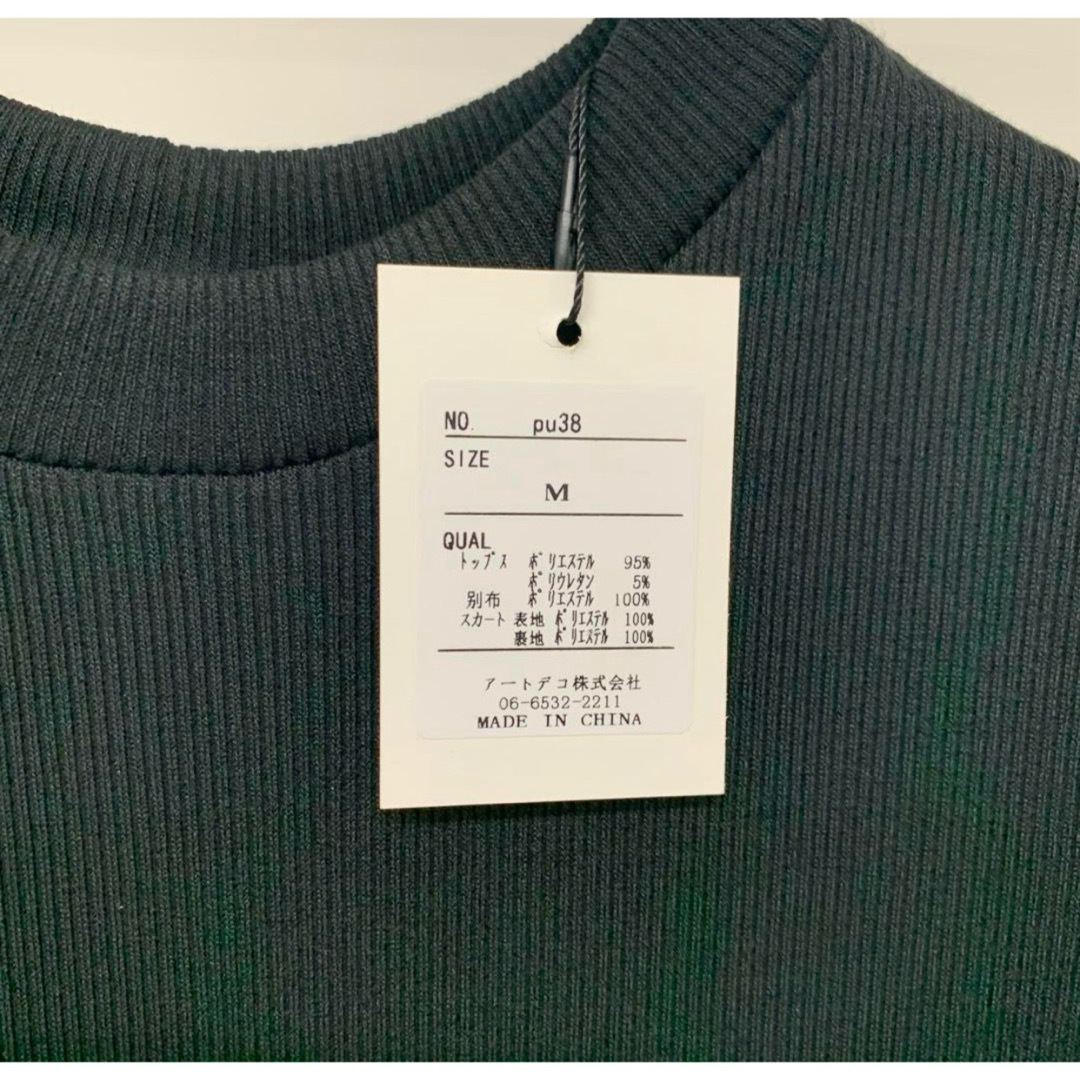 NO. pu38
SIZE
M
QUAL
トップス ポリエステル 95%
ポリウレタン 5%
別布 ポリエステル 100%
スカート 表地 ポリエステル 100%
裏地 ポリエステル 100%
アートデコ株式会社
06-6532-2211
MADE IN CHINA